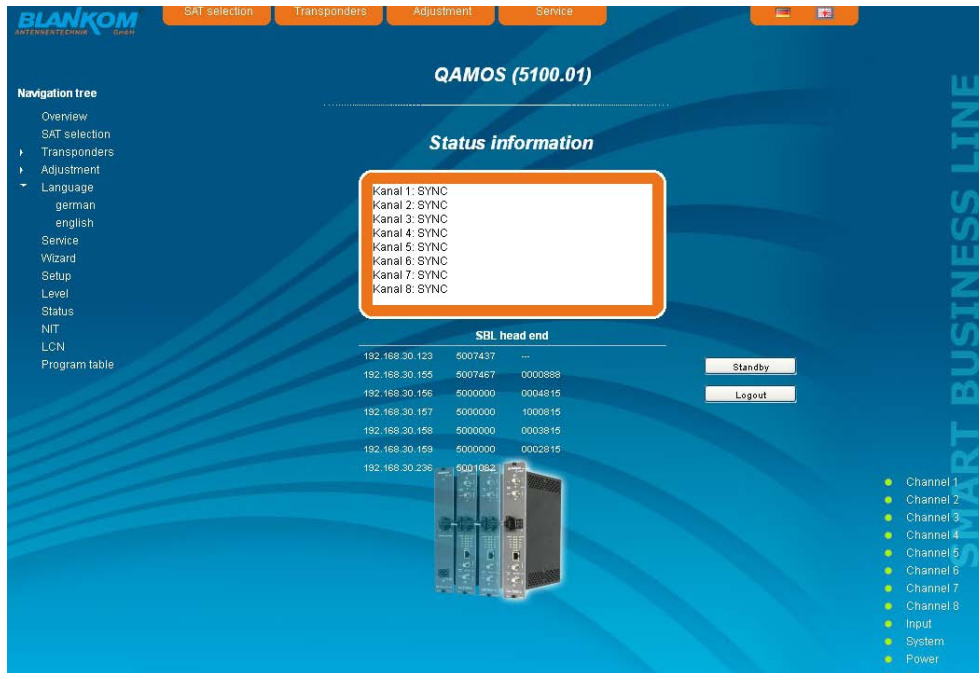 BLANKOM
ANTENNENTECHNIK GmbH
SAT selection Transponders Adjustment Service
QAMOS (5100.01)
Navigation tree
Overview
SAT selection
Transponders
Adjustment
Language
german
english
Service
Wizard
Setup
Level
Status
NIT
LCN
Program table
Status information
Kanal 1: SYNC
Kanal 2: SYNC
Kanal 3: SYNC
Kanal 4: SYNC
Kanal 5: SYNC
Kanal 6: SYNC
Kanal 7: SYNC
Kanal 8: SYNC
SBL head end
192.168.30.123 5007437 ---
192.168.30.155 5007467 0000888
192.168.30.156 5000000 0004815
192.168.30.157 5000000 1000815
192.168.30.158 5000000 0003815
192.168.30.159 5000000 0002815
192.168.30.236 5001082
Standby
Logout
SMART BUSINESS LINE
Channel 1
Channel 2
Channel 3
Channel 4
Channel 5
Channel 6
Channel 7
Channel 8
Input
System
Power